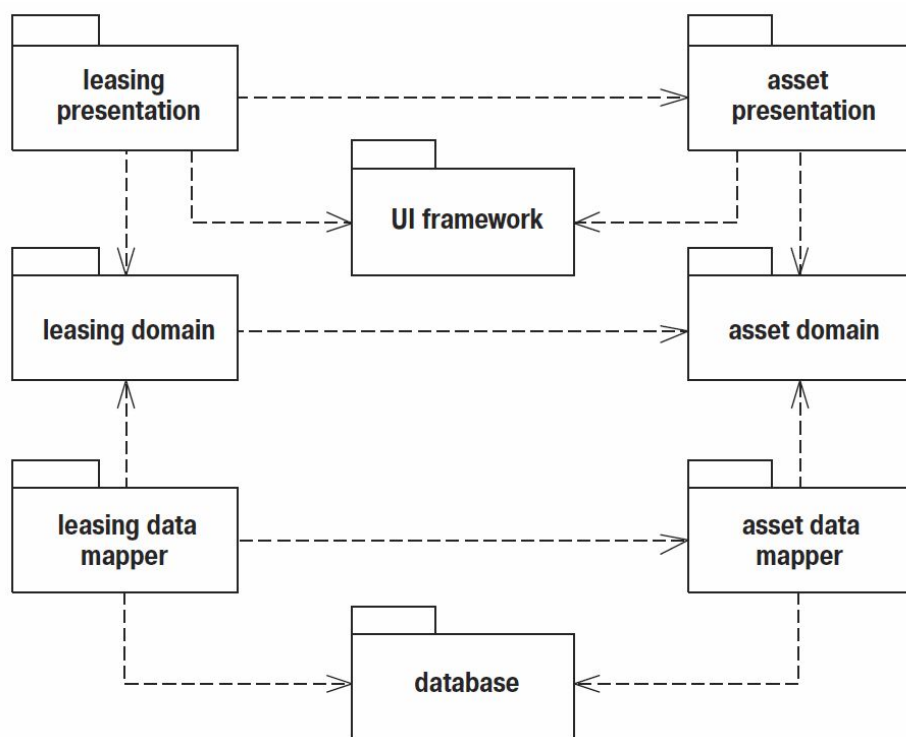 leasing
presentation
asset
presentation
UI framework
leasing domain
asset domain
leasing data
mapper
asset data
mapper
database